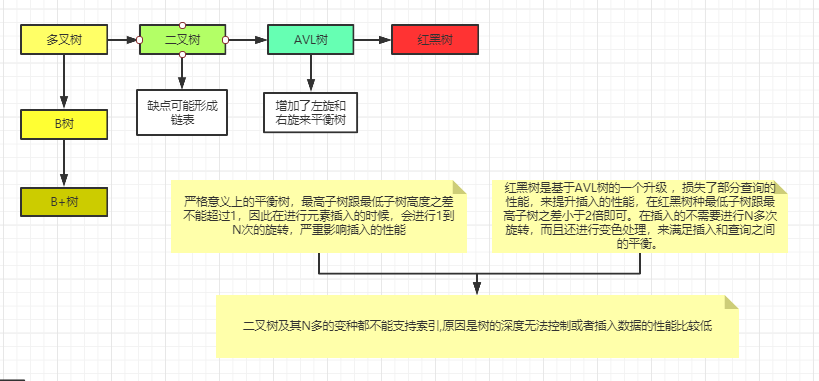 多叉树
二叉树
AVL树
红黑树
缺点可能形成
链表
增加了左旋和
右旋来平衡树
B树
B+树
严格意义上的平衡树，最高子树跟最低子树高度之差
不能超过1，因此在进行元素插入的时候，会进行1到
N次的旋转，严重影响插入的性能
红黑树是基于AVL树的一个升级 ，损失了部分查询的
性能，来提升插入的性能，在红黑树种最低子树跟最
高子树之差小于2倍即可。在插入的不需要进行N多次
旋转，而且还进行变色处理，来满足插入和查询之间
的平衡。
二叉树及其N多的变种都不能支持索引,原因是树的深度无法控制或者插入数据的性能比较低